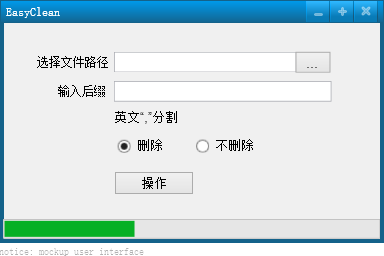 EasyClean
选择文件路径
...
输入后缀
英文“,”分割
删除 不删除
操作
notice: mockup user interface